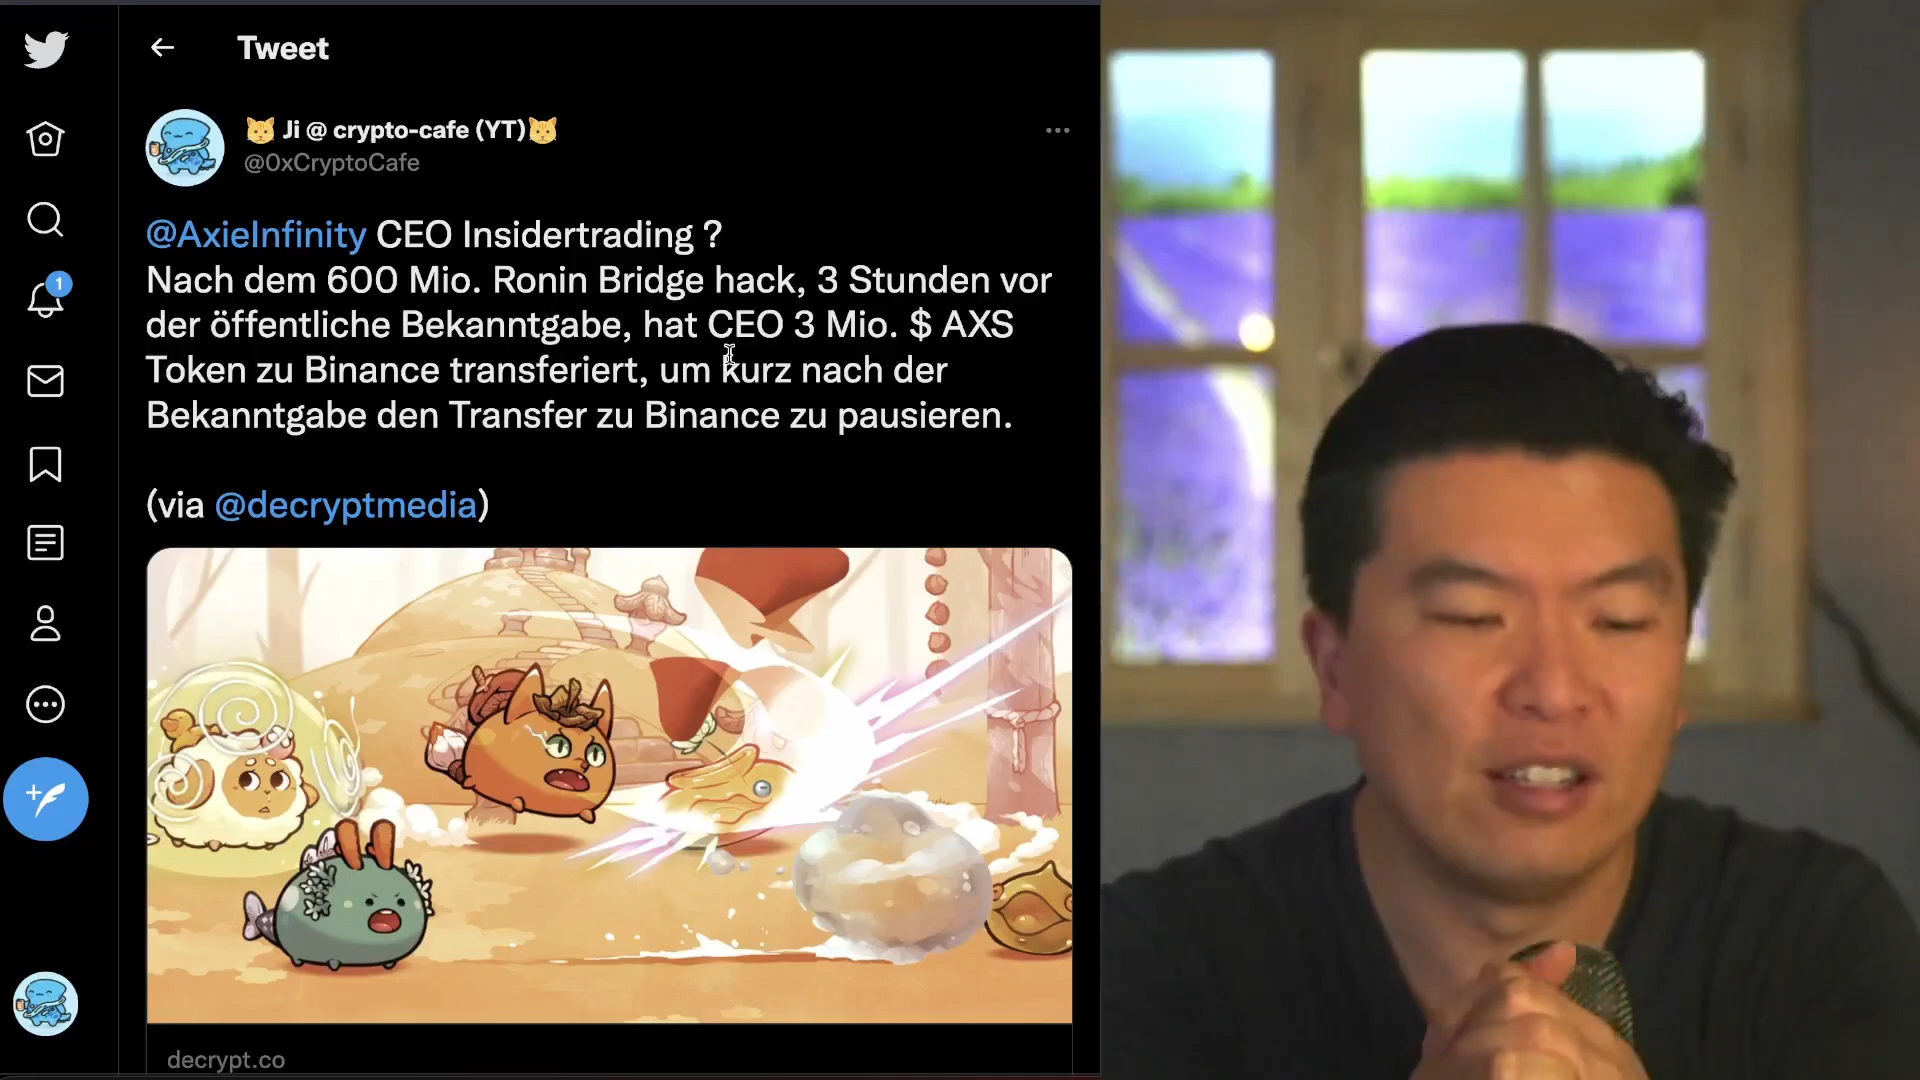 Tweet
🐱 Ji @ crypto-cafe (YT)🐱
@0xCryptoCafe
@AxieInfinity CEO Insidertrading ?
Nach dem 600 Mio. Ronin Bridge hack, 3 Stunden vor
der öffentliche Bekanntgabe, hat CEO 3 Mio. $ AXS
Token zu Binance transferiert, um kurz nach der
Bekanntgabe den Transfer zu Binance zu pausieren.
(via @decryptmedia)
decrypt.co
1